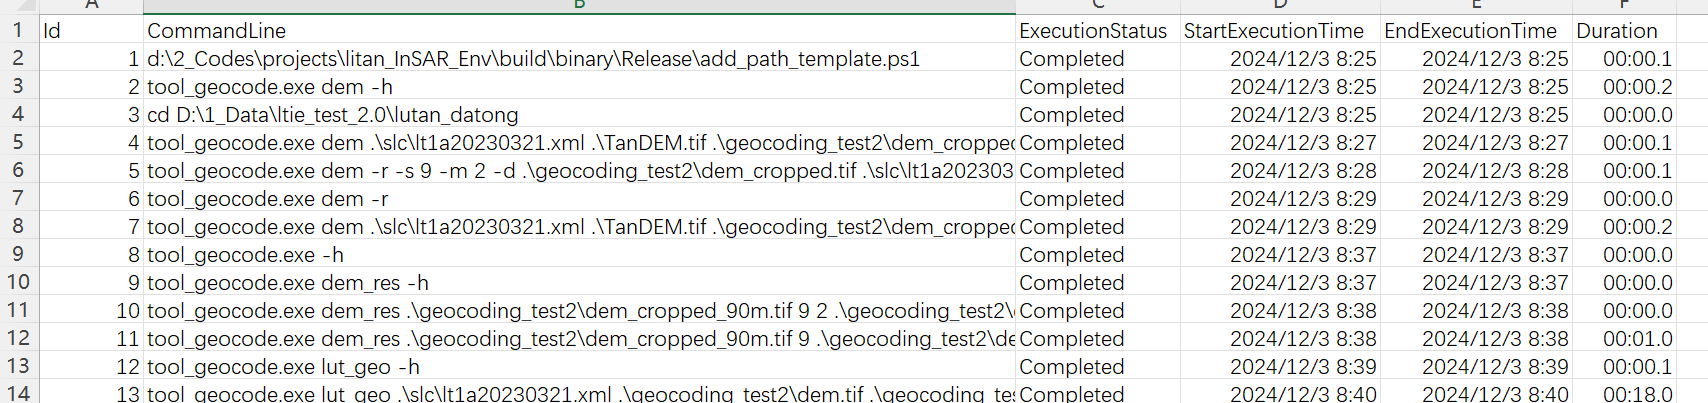 A B C D E F
1 Id CommandLine ExecutionStatus StartExecutionTime EndExecutionTime Duration
2 1 d:\2_Codes\projects\litan_InSAR_Env\build\binary\Release\add_path_template.ps1 Completed 2024/12/3 8:25 2024/12/3 8:25 00:00.1
3 2 tool_geocode.exe dem -h Completed 2024/12/3 8:25 2024/12/3 8:25 00:00.2
4 3 cd D:\1_Data\ltie_test_2.0\lutan_datong Completed 2024/12/3 8:25 2024/12/3 8:25 00:00.0
5 4 tool_geocode.exe dem .\slc\lt1a20230321.xml .\TanDEM.tif .\geocoding_test2\dem_cropped Completed 2024/12/3 8:27 2024/12/3 8:27 00:00.1
6 5 tool_geocode.exe dem -r -s 9 -m 2 -d .\geocoding_test2\dem_cropped.tif .\slc\lt1a202303 Completed 2024/12/3 8:28 2024/12/3 8:28 00:00.1
7 6 tool_geocode.exe dem -r Completed 2024/12/3 8:29 2024/12/3 8:29 00:00.0
8 7 tool_geocode.exe dem .\slc\lt1a20230321.xml .\TanDEM.tif .\geocoding_test2\dem_cropped Completed 2024/12/3 8:29 2024/12/3 8:29 00:00.2
9 8 tool_geocode.exe -h Completed 2024/12/3 8:37 2024/12/3 8:37 00:00.0
10 9 tool_geocode.exe dem_res -h Completed 2024/12/3 8:37 2024/12/3 8:37 00:00.0
11 10 tool_geocode.exe dem_res .\geocoding_test2\dem_cropped_90m.tif 9 2 .\geocoding_test2\ Completed 2024/12/3 8:38 2024/12/3 8:38 00:00.0
12 11 tool_geocode.exe dem_res .\geocoding_test2\dem_cropped_90m.tif 9 .\geocoding_test2\de Completed 2024/12/3 8:38 2024/12/3 8:38 00:01.0
13 12 tool_geocode.exe lut_geo -h Completed 2024/12/3 8:39 2024/12/3 8:39 00:00.1
14 13 tool_geocode.exe lut_geo .\slc\lt1a20230321.xml .\geocoding_test2\dem.tif .\geocoding_tes Completed 2024/12/3 8:40 2024/12/3 8:40 00:18.0